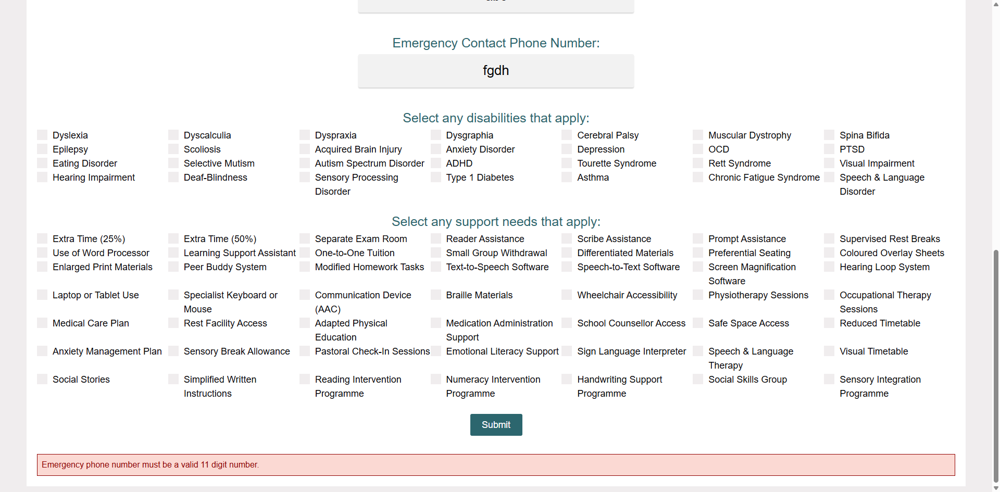 Emergency Contact Phone Number:
fgdh
Select any disabilities that apply:
Dyslexia Dyscalculia Dyspraxia Dysgraphia Cerebral Palsy Muscular Dystrophy Spina Bifida
Epilepsy Scoliosis Acquired Brain Injury Anxiety Disorder Depression OCD PTSD
Eating Disorder Selective Mutism Autism Spectrum Disorder ADHD Tourette Syndrome Rett Syndrome Visual Impairment
Hearing Impairment Deaf-Blindness Sensory Processing Type 1 Diabetes Asthma Chronic Fatigue Syndrome Speech & Language
Disorder Disorder
Select any support needs that apply:
Extra Time (25%) Extra Time (50%) Separate Exam Room Reader Assistance Scribe Assistance Prompt Assistance Supervised Rest Breaks
Use of Word Processor Learning Support Assistant One-to-One Tuition Small Group Withdrawal Differentiated Materials Preferential Seating Coloured Overlay Sheets
Enlarged Print Materials Peer Buddy System Modified Homework Tasks Text-to-Speech Software Speech-to-Text Software Screen Magnification Hearing Loop System
Software
Laptop or Tablet Use Specialist Keyboard or Communication Device Braille Materials Wheelchair Accessibility Physiotherapy Sessions Occupational Therapy
Mouse (AAC) Sessions
Medical Care Plan Rest Facility Access Adapted Physical Medication Administration School Counsellor Access Safe Space Access Reduced Timetable
Education Support
Anxiety Management Plan Sensory Break Allowance Pastoral Check-In Sessions Emotional Literacy Support Sign Language Interpreter Speech & Language Visual Timetable
Therapy
Social Stories Simplified Written Reading Intervention Numeracy Intervention Handwriting Support Social Skills Group Sensory Integration
Instructions Programme Programme Programme Programme
Submit
Emergency phone number must be a valid 11 digit number.